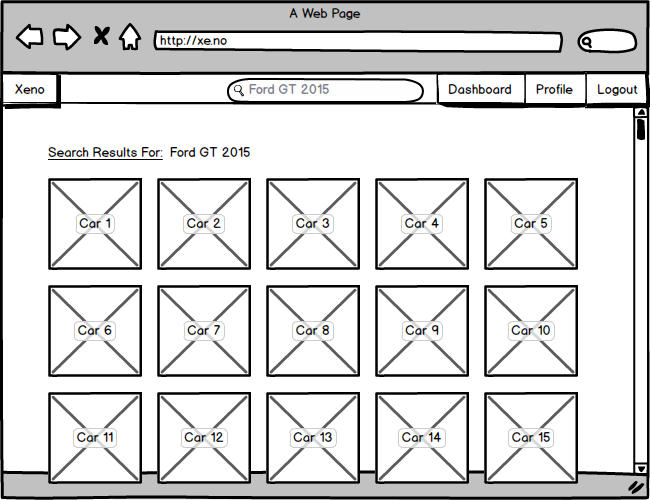 A Web Page
http://xe.no
Xeno
Ford GT 2015
Dashboard
Profile
Logout
Search Results For: Ford GT 2015
Car 1
Car 2
Car 3
Car 4
Car 5
Car 6
Car 7
Car 8
Car 9
Car 10
Car 11
Car 12
Car 13
Car 14
Car 15